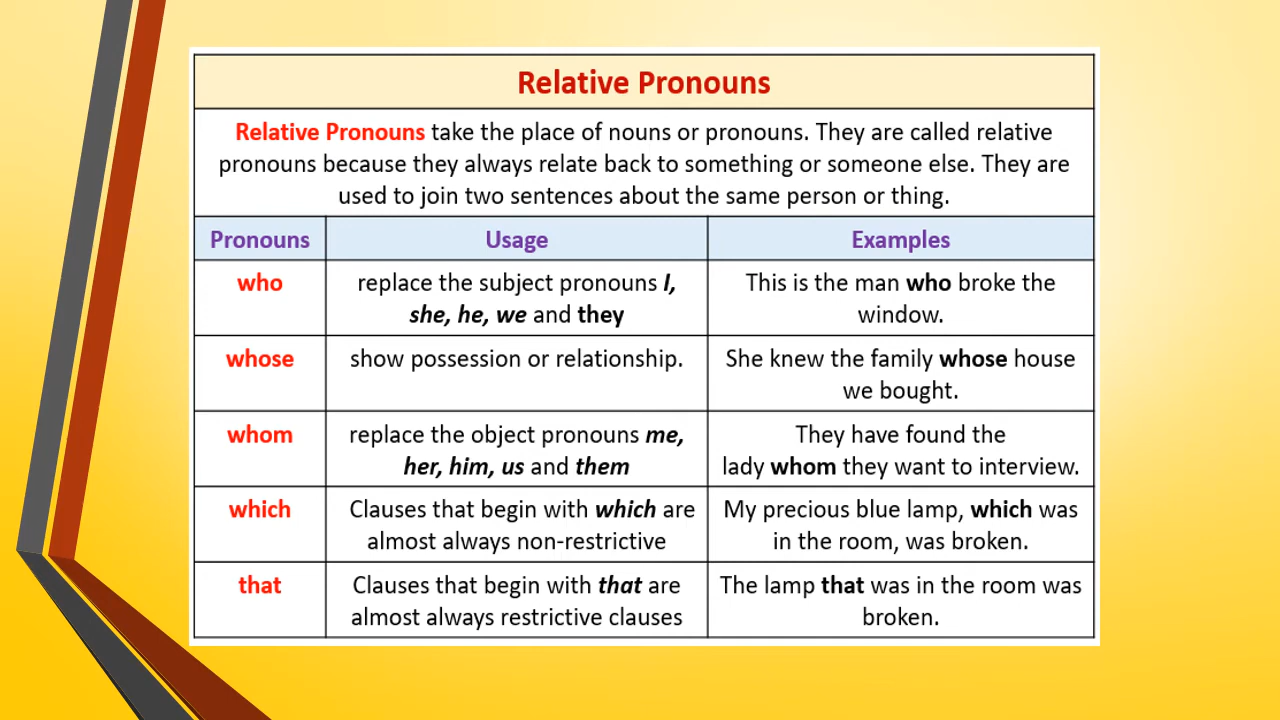 Relative Pronouns
Relative Pronouns take the place of nouns or pronouns. They are called relative
pronouns because they always relate back to something or someone else. They are
used to join two sentences about the same person or thing.
Pronouns Usage Examples
who
replace the subject pronouns I,
she, he, we and they
This is the man who broke the
window.
whose
show possession or relationship.
She knew the family whose house
we bought.
whom
replace the object pronouns me,
her, him, us and them
They have found the
lady whom they want to interview.
which
Clauses that begin with which are
almost always non-restrictive
My precious blue lamp, which was
in the room, was broken.
that
Clauses that begin with that are
almost always restrictive clauses
The lamp that was in the room was
broken.